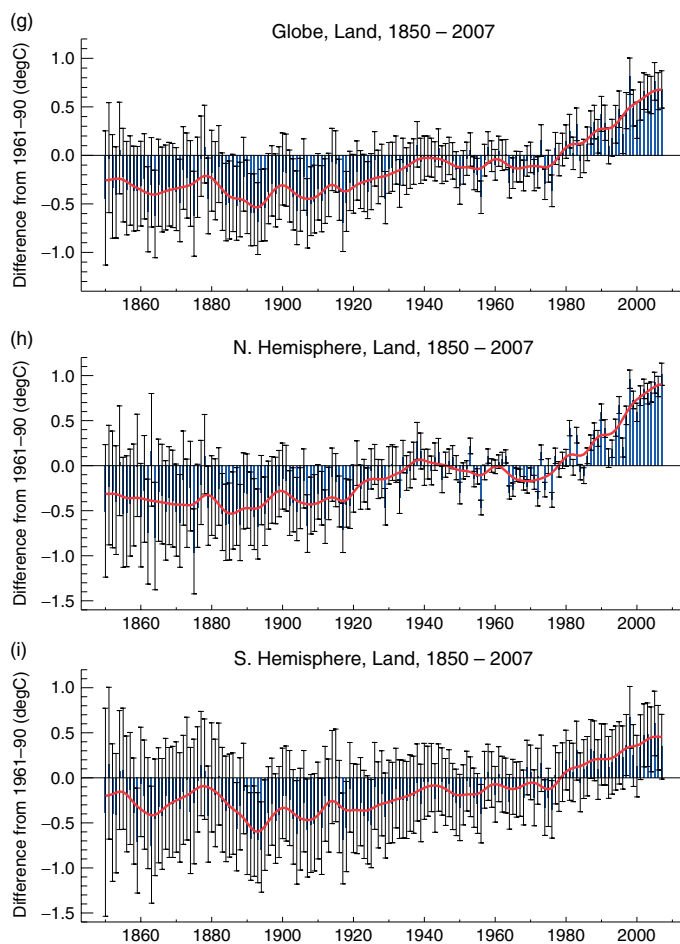 (g)
Globe, Land, 1850 – 2007
Difference from 1961–90 (degC)
1.0
0.5
0.0
−0.5
−1.0
1860 1880 1900 1920 1940 1960 1980 2000
(h)
N. Hemisphere, Land, 1850 – 2007
Difference from 1961–90 (degC)
1.0
0.5
0.0
−0.5
−1.0
−1.5
1860 1880 1900 1920 1940 1960 1980 2000
(i)
S. Hemisphere, Land, 1850 – 2007
Difference from 1961–90 (degC)
1.0
0.5
0.0
−0.5
−1.0
−1.5
1860 1880 1900 1920 1940 1960 1980 2000